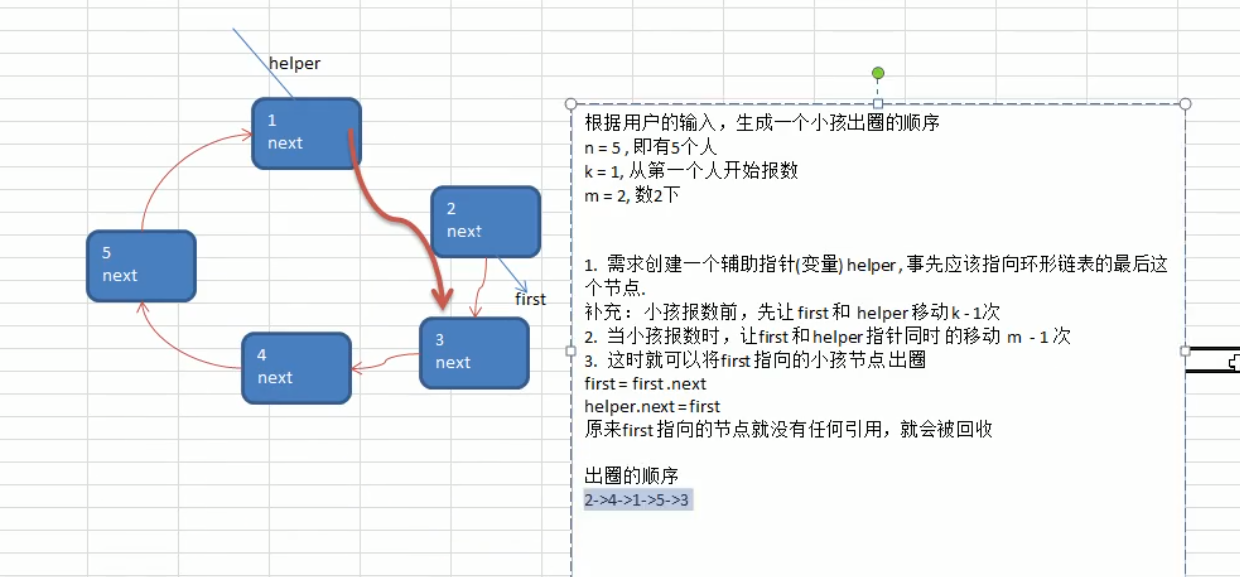 helper
1
next
2
next
first
3
next
4
next
5
next
根据用户的输入，生成一个小孩出圈的顺序
n = 5 , 即有5个人
k = 1, 从第一个人开始报数
m = 2, 数2下
1. 需求创建一个辅助指针(变量) helper , 事先应该指向环形链表的最后这
个节点.
补充： 小孩报数前，先让 first 和 helper 移动 k - 1次
2. 当小孩报数时，让first 和 helper 指针同时 的移动 m - 1 次
3. 这时就可以将first 指向的小孩节点 出圈
first = first .next
helper.next = first
原来first 指向的节点就没有任何引用，就会被回收
出圈的顺序
2->4->1->5->3